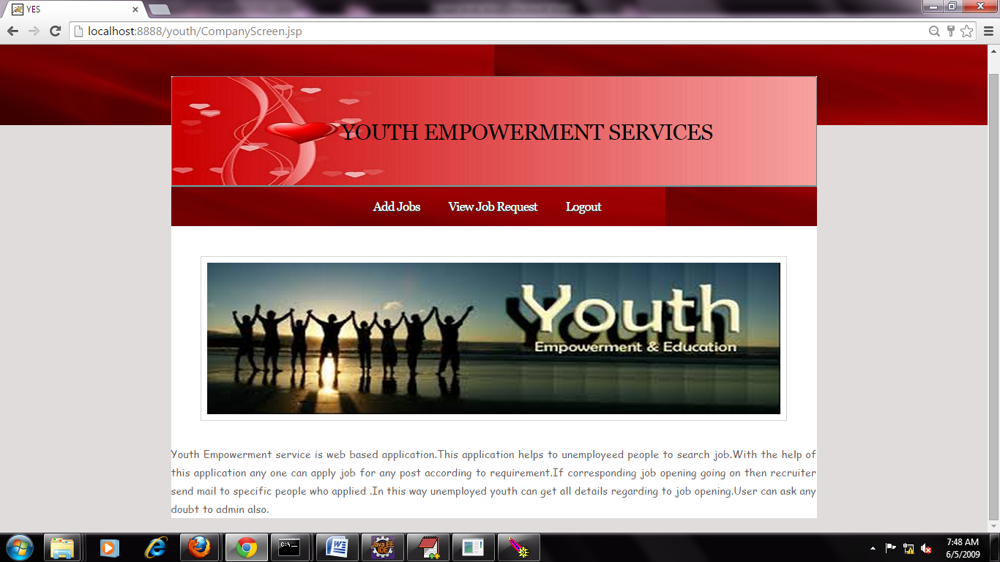 YES
localhost:8888/youth/CompanyScreen.jsp
YOUTH EMPOWERMENT SERVICES
Add Jobs View Job Request Logout
Youth
Empowerment & Education
Youth Empowerment service is web based application.This application helps to unemployeed people to search job.With the help of
this application any one can apply job for any post according to requirement.If corresponding job opening going on then recruiter
send mail to specific people who applied .In this way unemployed youth can get all details regarding to job opening.User can ask any
doubt to admin also.
C:\.
W
Java EE
IDE
7:48 AM
6/5/2009